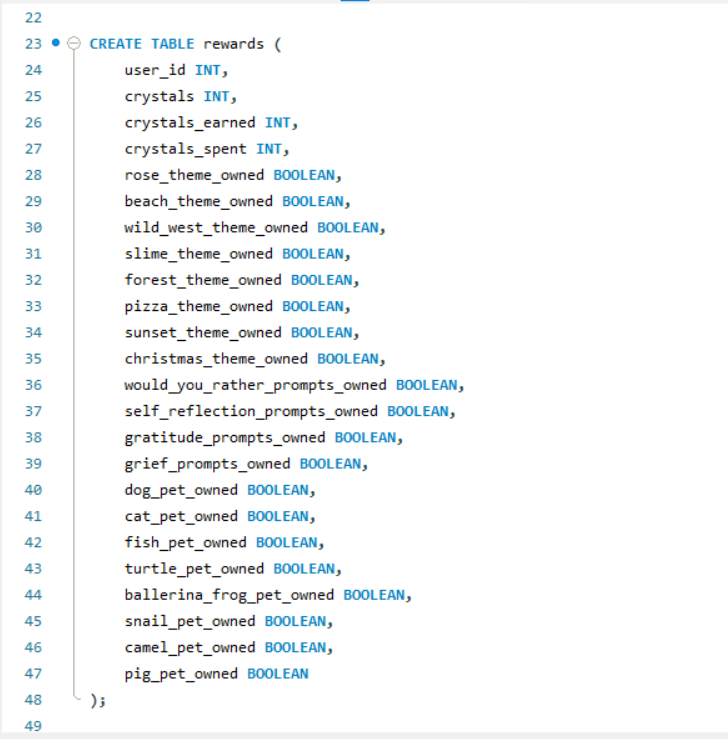 22
23 CREATE TABLE rewards (
24 user_id INT,
25 crystals INT,
26 crystals_earned INT,
27 crystals_spent INT,
28 rose_theme_owned BOOLEAN,
29 beach_theme_owned BOOLEAN,
30 wild_west_theme_owned BOOLEAN,
31 slime_theme_owned BOOLEAN,
32 forest_theme_owned BOOLEAN,
33 pizza_theme_owned BOOLEAN,
34 sunset_theme_owned BOOLEAN,
35 christmas_theme_owned BOOLEAN,
36 would_you_rather_prompts_owned BOOLEAN,
37 self_reflection_prompts_owned BOOLEAN,
38 gratitude_prompts_owned BOOLEAN,
39 grief_prompts_owned BOOLEAN,
40 dog_pet_owned BOOLEAN,
41 cat_pet_owned BOOLEAN,
42 fish_pet_owned BOOLEAN,
43 turtle_pet_owned BOOLEAN,
44 ballerina_frog_pet_owned BOOLEAN,
45 snail_pet_owned BOOLEAN,
46 camel_pet_owned BOOLEAN,
47 pig_pet_owned BOOLEAN
48 );
49